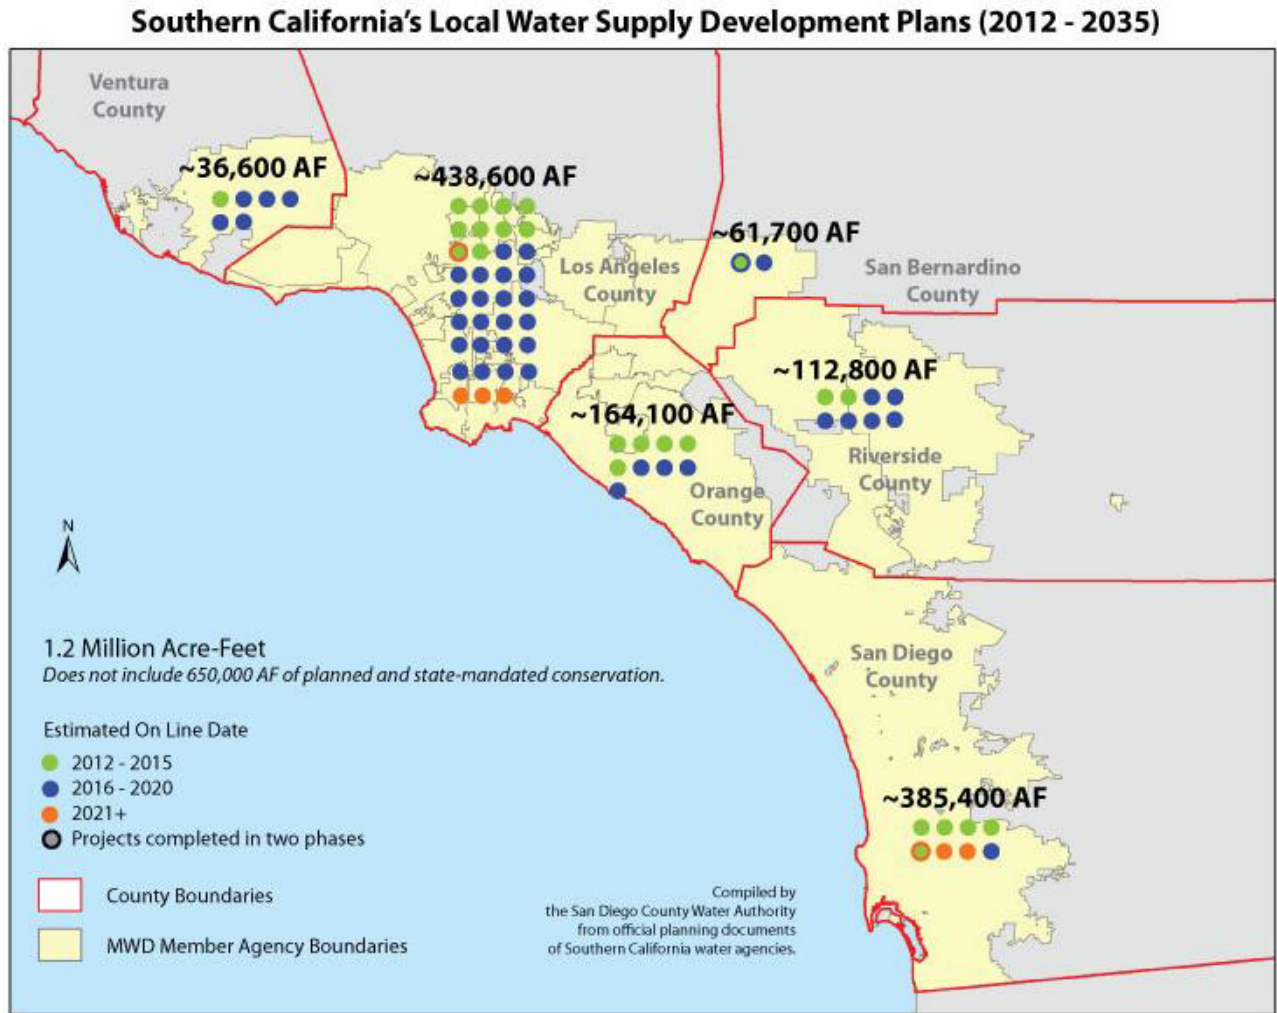 Southern California's Local Water Supply Development Plans (2012 - 2035)
Ventura
County
~36,600 AF
~438,600 AF
~61,700 AF
Los Angeles
County
San Bernardino
County
~112,800 AF
~164,100 AF
Riverside
County
Orange
County
N
1.2 Million Acre-Feet
Does not include 650,000 AF of planned and state-mandated conservation.
San Diego
County
Estimated On Line Date
2012 - 2015
2016 - 2020
2021+
Projects completed in two phases
~385,400 AF
County Boundaries
MWD Member Agency Boundaries
Compiled by
the San Diego County Water Authority
from official planning documents
of Southern California water agencies.